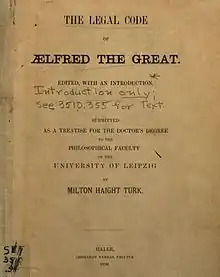 THE LEGAL CODE
OF
ÆLFRED THE GREAT.
EDITED, WITH AN INTRODUCTION*
Introduction only;
see 3510.355 for Text.
SUBMITTED
AS A TREATISE FOR THE DOCTOR'S DEGREE
TO THE
PHILOSOPHICAL FACULTY
OF THE
UNIVERSITY OF LEIPZIG
BY
MILTON HAIGHT TURK.
HALLE,